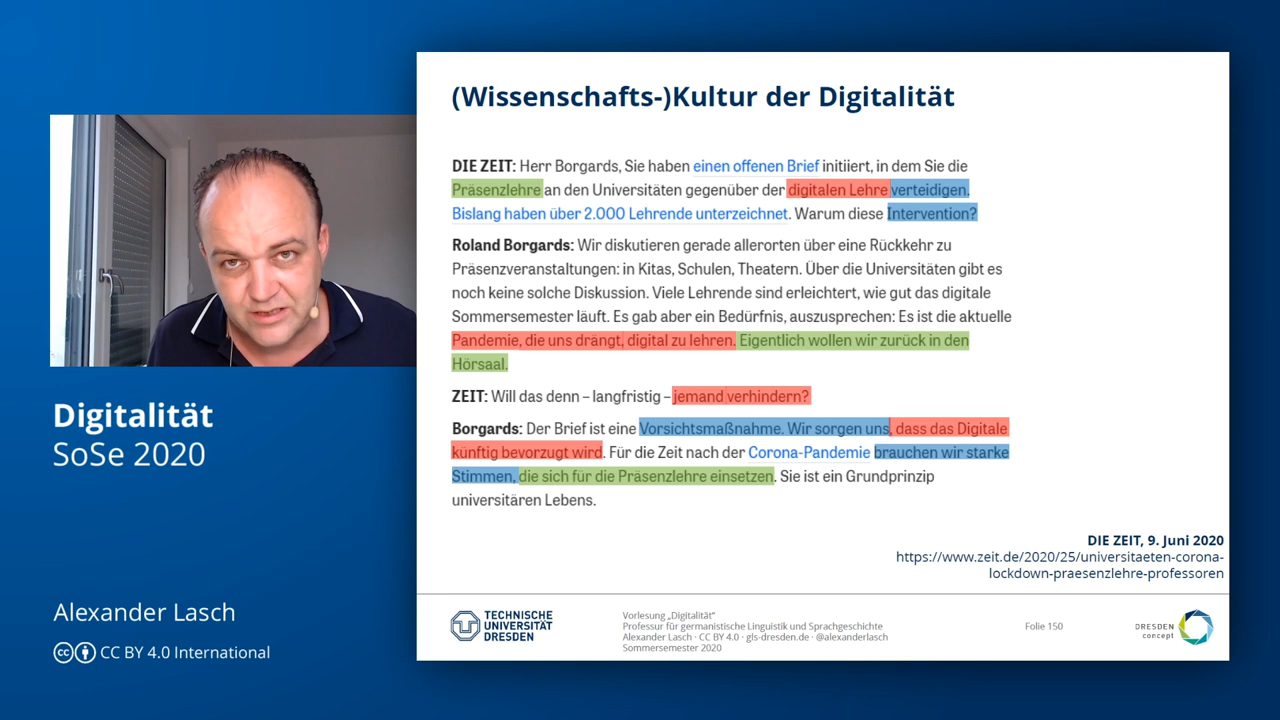 (Wissenschafts-)Kultur der Digitalität
DIE ZEIT: Herr Borgards, Sie haben einen offenen Brief initiiert, in dem Sie die
Präsenzlehre an den Universitäten gegenüber der digitalen Lehre verteidigen.
Bislang haben über 2.000 Lehrende unterzeichnet. Warum diese Intervention?
Roland Borgards: Wir diskutieren gerade allerorten über eine Rückkehr zu
Präsenzveranstaltungen: in Kitas, Schulen, Theatern. Über die Universitäten gibt es
noch keine solche Diskussion. Viele Lehrende sind erleichtert, wie gut das digitale
Sommersemester läuft. Es gab aber ein Bedürfnis, auszusprechen: Es ist die aktuelle
Pandemie, die uns drängt, digital zu lehren. Eigentlich wollen wir zurück in den
Hörsaal.
ZEIT: Will das denn – langfristig – jemand verhindern?
Borgards: Der Brief ist eine Vorsichtsmaßnahme. Wir sorgen uns, dass das Digitale
künftig bevorzugt wird. Für die Zeit nach der Corona-Pandemie brauchen wir starke
Stimmen, die sich für die Präsenzlehre einsetzen. Sie ist ein Grundprinzip
universitären Lebens.
DIE ZEIT, 9. Juni 2020
https://www.zeit.de/2020/25/universitaeten-corona-
lockdown-praesenzlehre-professoren
Digitalität
SoSe 2020
Alexander Lasch
CC BY 4.0 International
TECHNISCHE
UNIVERSITÄT
DRESDEN
Vorlesung „Digitalität“
Professur für germanistische Linguistik und Sprachgeschichte
Alexander Lasch · CC BY 4.0 · gls-dresden.de · @alexanderlasch
Sommersemester 2020
Folie 150
DRESDEN
concept